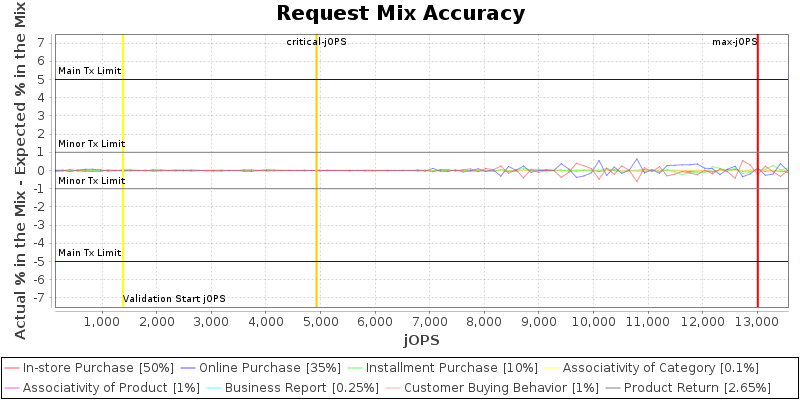 Request Mix Accuracy
Actual % in the Mix - Expected % in the Mix
7
6
5
4
3
2
1
0
-1
-2
-3
-4
-5
-6
-7
critical-jOPS
max-jOPS
Main Tx Limit
Minor Tx Limit
Minor Tx Limit
Main Tx Limit
Validation Start jOPS
1,000 2,000 3,000 4,000 5,000 6,000 7,000 8,000 9,000 10,000 11,000 12,000 13,000
jOPS
In-store Purchase [50%] Online Purchase [35%] Installment Purchase [10%] Associativity of Category [0.1%]
Associativity of Product [1%] Business Report [0.25%] Customer Buying Behavior [1%] Product Return [2.65%]